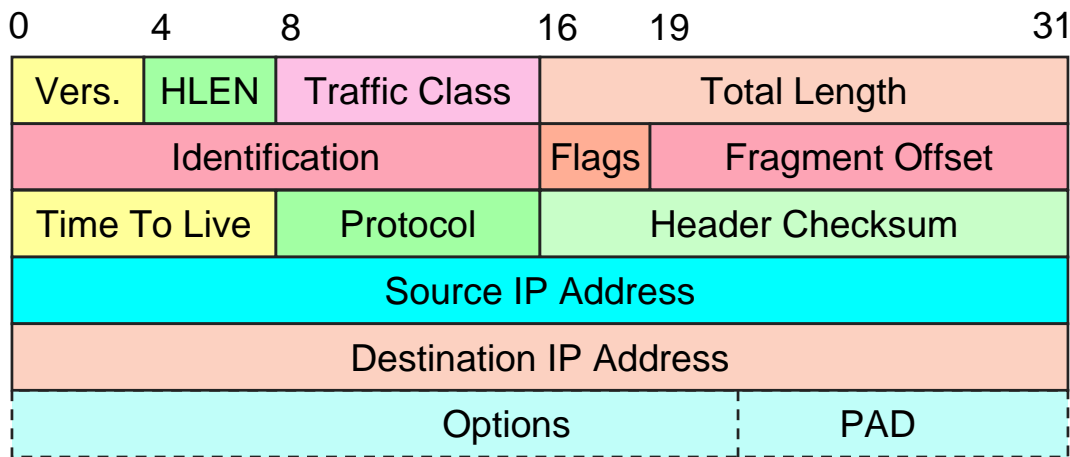 0 4 8 16 19 31
Vers. HLEN Traffic Class Total Length
Identification Flags Fragment Offset
Time To Live Protocol Header Checksum
Source IP Address
Destination IP Address
Options PAD